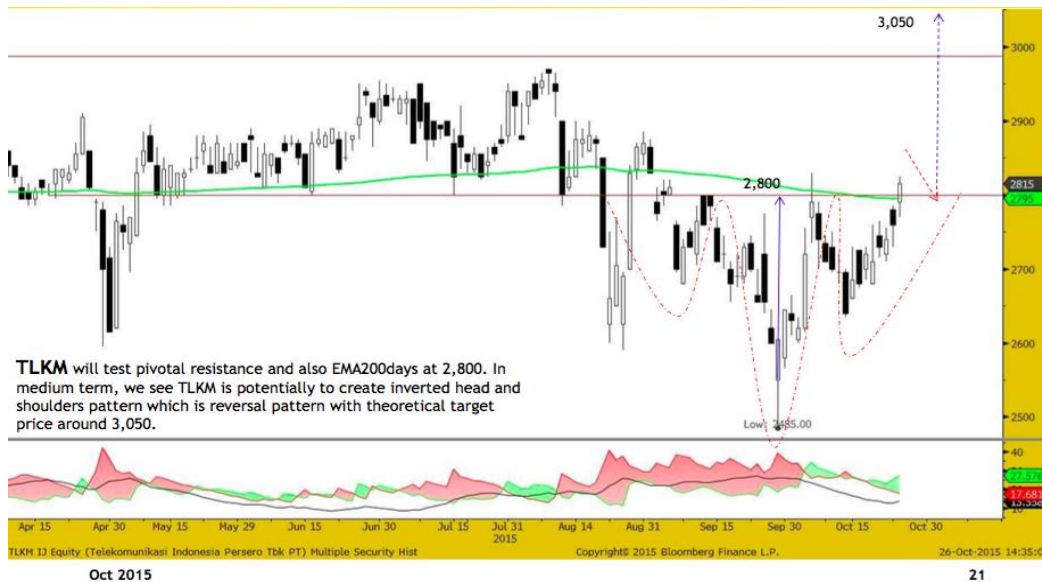 3,050
3000
2900
2,800
2815
2795
2700
2600
TLKM will test pivotal resistance and also EMA200days at 2,800. In
medium term, we see TLKM is potentially to create inverted head and
shoulders pattern which is reversal pattern with theoretical target
price around 3,050.
2500
Low: 2485.00
40
27.576
17.681
10
Apr 15 Apr 30 May 15 May 29 Jun 15 Jun 30 Jul 15 Jul 31 Aug 14 Aug 31 Sep 15 Sep 30 Oct 15 Oct 30
2015
TLKM IJ Equity (Telekomunikasi Indonesia Persero Tbk PT) Multiple Security Hist Copyright© 2015 Bloomberg Finance L.P. 26-Oct-2015 14:35:0
Oct 2015 21